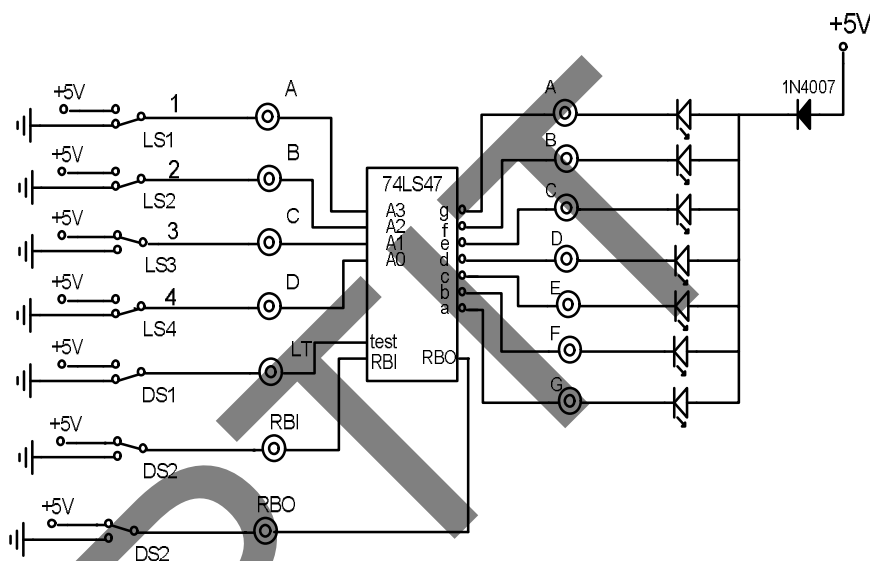 +5V
1N4007
+5V
1
A
LS1
A
+5V
2
B
LS2
B
74LS47
A3
A2
A1
A0
g
f
e
d
c
b
a
+5V
3
C
LS3
C
+5V
4
D
LS4
D
E
+5V
LT
DS1
test
RBI
RBO
F
G
+5V
RBI
DS2
+5V
RBO
DS2
PTIT